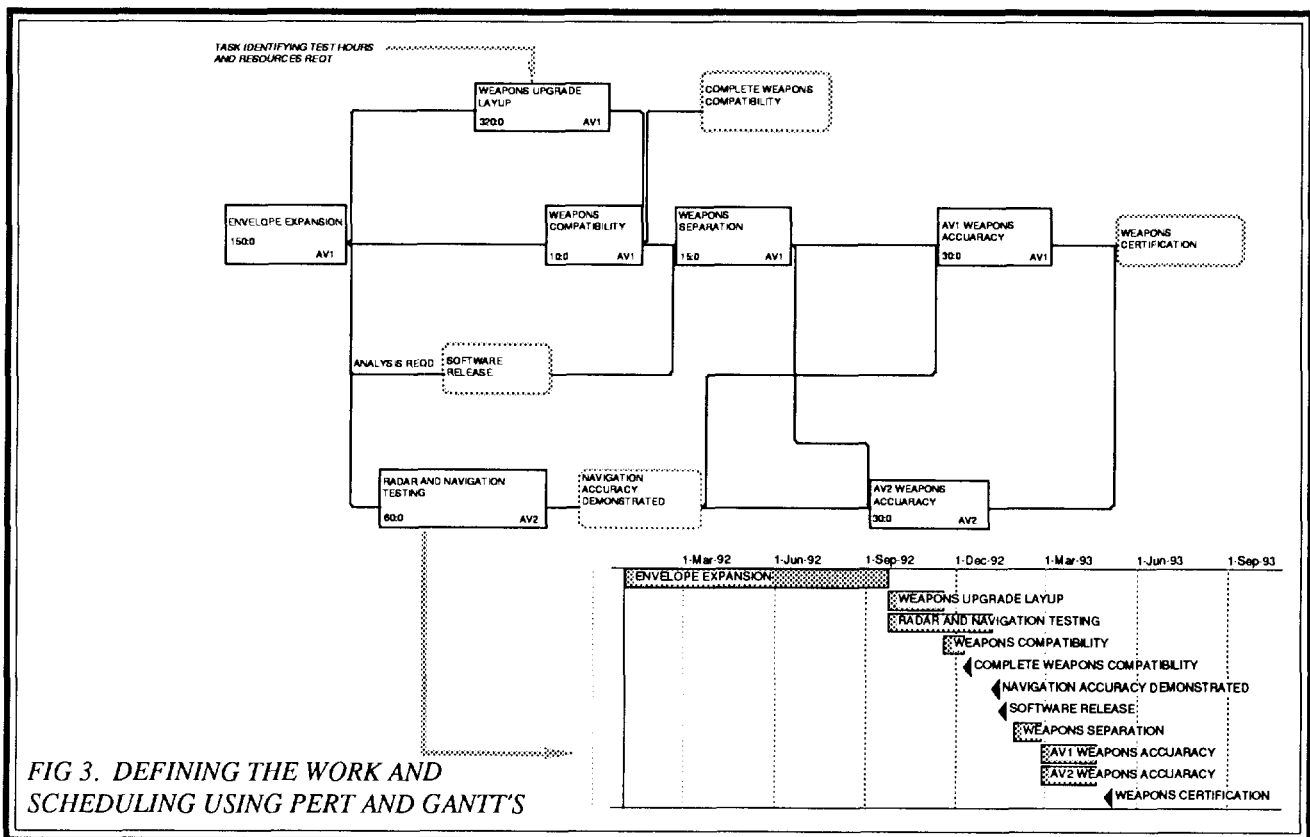 TASK IDENTIFYING TEST HOURS
AND RESOURCES REQT
WEAPONS UPGRADE
LAYUP
320:0 AV1
COMPLETE WEAPONS
COMPATIBILITY
ENVELOPE EXPANSION
150:0
AV1
WEAPONS
COMPATIBILITY
10:0 AV1
WEAPONS
SEPARATION
15:0 AV1
AV1 WEAPONS
ACCUARACY
30:0 AV1
WEAPONS
CERTIFICATION
ANALYSIS REQD
SOFTWARE
RELEASE
RADAR AND NAVIGATION
TESTING
60:0 AV2
NAVIGATION
ACCURACY
DEMONSTRATED
AV2 WEAPONS
ACCUARACY
30:0 AV2
1-Mar-92 1-Jun-92 1-Sep-92 1-Dec-92 1-Mar-93 1-Jun-93 1-Sep-93
ENVELOPE EXPANSION
WEAPONS UPGRADE LAYUP
RADAR AND NAVIGATION TESTING
WEAPONS COMPATIBILITY
COMPLETE WEAPONS COMPATIBILITY
NAVIGATION ACCURACY DEMONSTRATED
SOFTWARE RELEASE
WEAPONS SEPARATION
AV1 WEAPONS ACCUARACY
AV2 WEAPONS ACCUARACY
WEAPONS CERTIFICATION
FIG 3. DEFINING THE WORK AND
SCHEDULING USING PERT AND GANTT'S